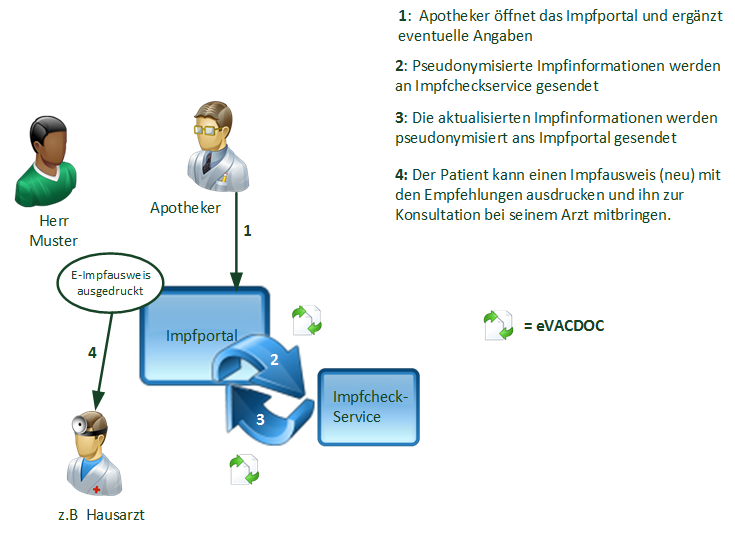 1:  Apotheker öffnet das Impfportal und ergänzt
eventuelle Angaben
2: Pseudonymisierte Impfinformationen werden
an Impfcheckservice gesendet
3: Die aktualisierten Impfinformationen werden
pseudonymisiert ans Impfportal gesendet
4: Der Patient kann einen Impfausweis (neu) mit
den Empfehlungen ausdrucken und ihn zur
Konsultation bei seinem Arzt mitbringen.
Herr
Muster
Apotheker
1
E-Impfausweis
ausgedruckt
Impfportal
2
= eVACDOC
4
3
Impfcheck-
Service
z.B  Hausarzt